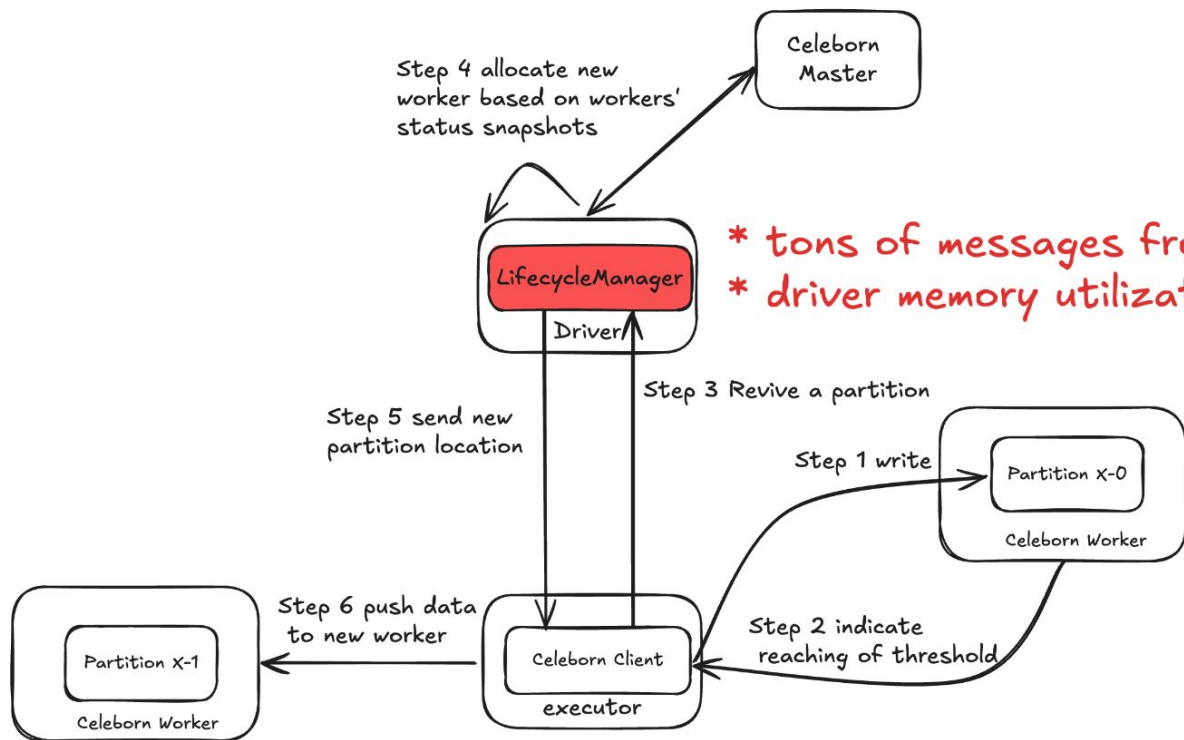 Celeborn
Master
Step 4 allocate new
worker based on workers'
status snapshots
* tons of messages
* driver memory
LifecycleManager
Driver
Step 3 Revive a partition
Step 5 send new
partition location
Step 1 write
Partition X-0
Celeborn Worker
Step 6 push data
to new worker
Step 2 indicate
reaching of threshold
Partition X-1
Celeborn Worker
Celeborn Client
executor